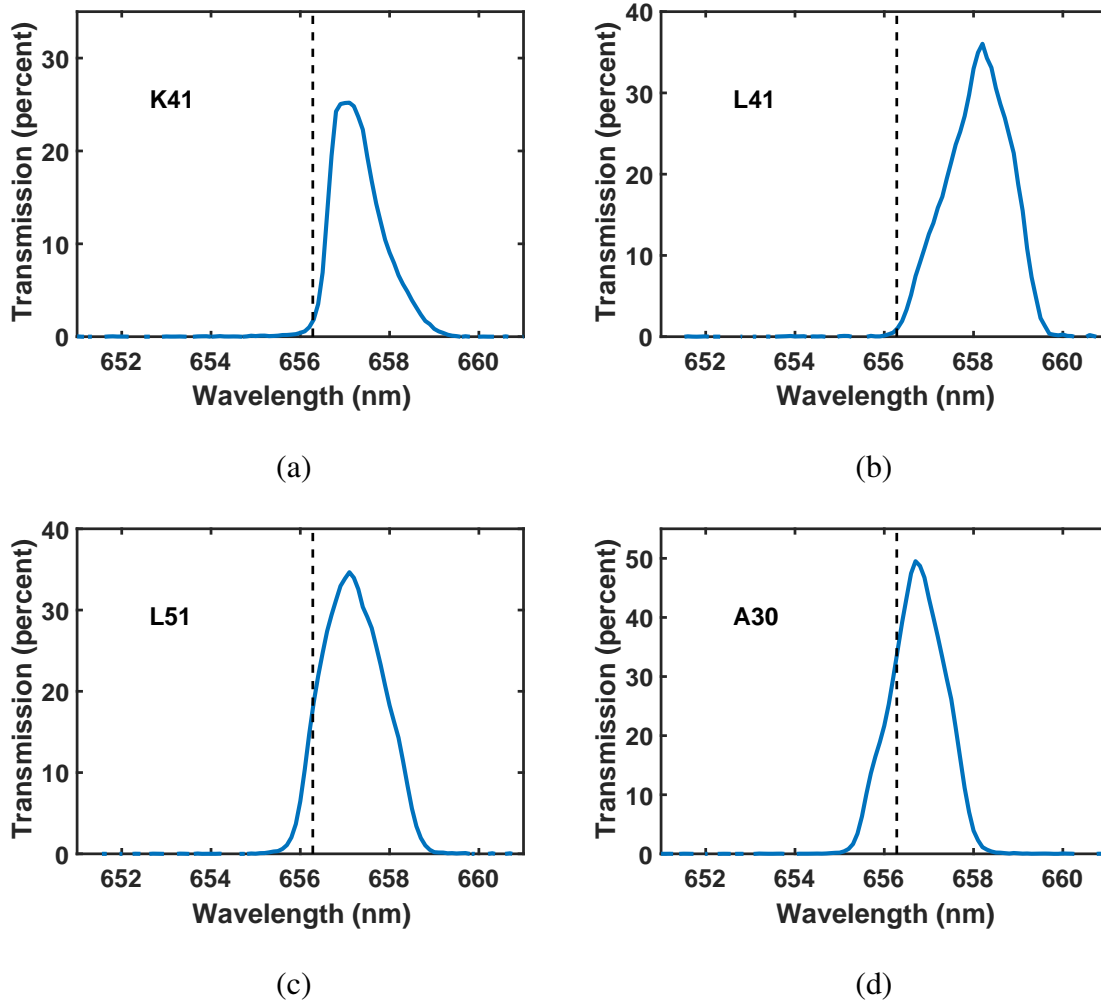 40
30
30
K41
L41
20
20
10
10
0
0
652 654 656 658 660
652 654 656 658 660
Transmission (percent)
Transmission (percent)
Wavelength (nm)
Wavelength (nm)
(a)
(b)
40
50
30
40
L51
A30
30
20
20
10
10
0
0
652 654 656 658 660
652 654 656 658 660
Transmission (percent)
Transmission (percent)
Wavelength (nm)
Wavelength (nm)
(c)
(d)